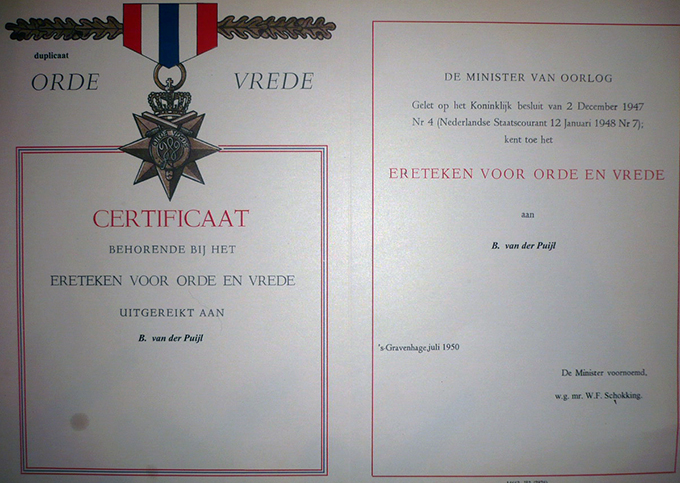 duplicaat
ORDE VREDE
CERTIFICAAT
BEHORENDE BIJ HET
ERETEKEN VOOR ORDE EN VREDE
UITGEREIKT AAN
B. van der Puijl
DE MINISTER VAN OORLOG
Gelet op het Koninklijk besluit van 2 December 1947
Nr 4 (Nederlandse Staatscourant 12 Januari 1948 Nr 7);
kent toe het
ERETEKEN VOOR ORDE EN VREDE
aan
B. van der Puijl
's-Gravenhage,juli 1950
De Minister voornoemd,
w.g. mr. W.F. Schokking.